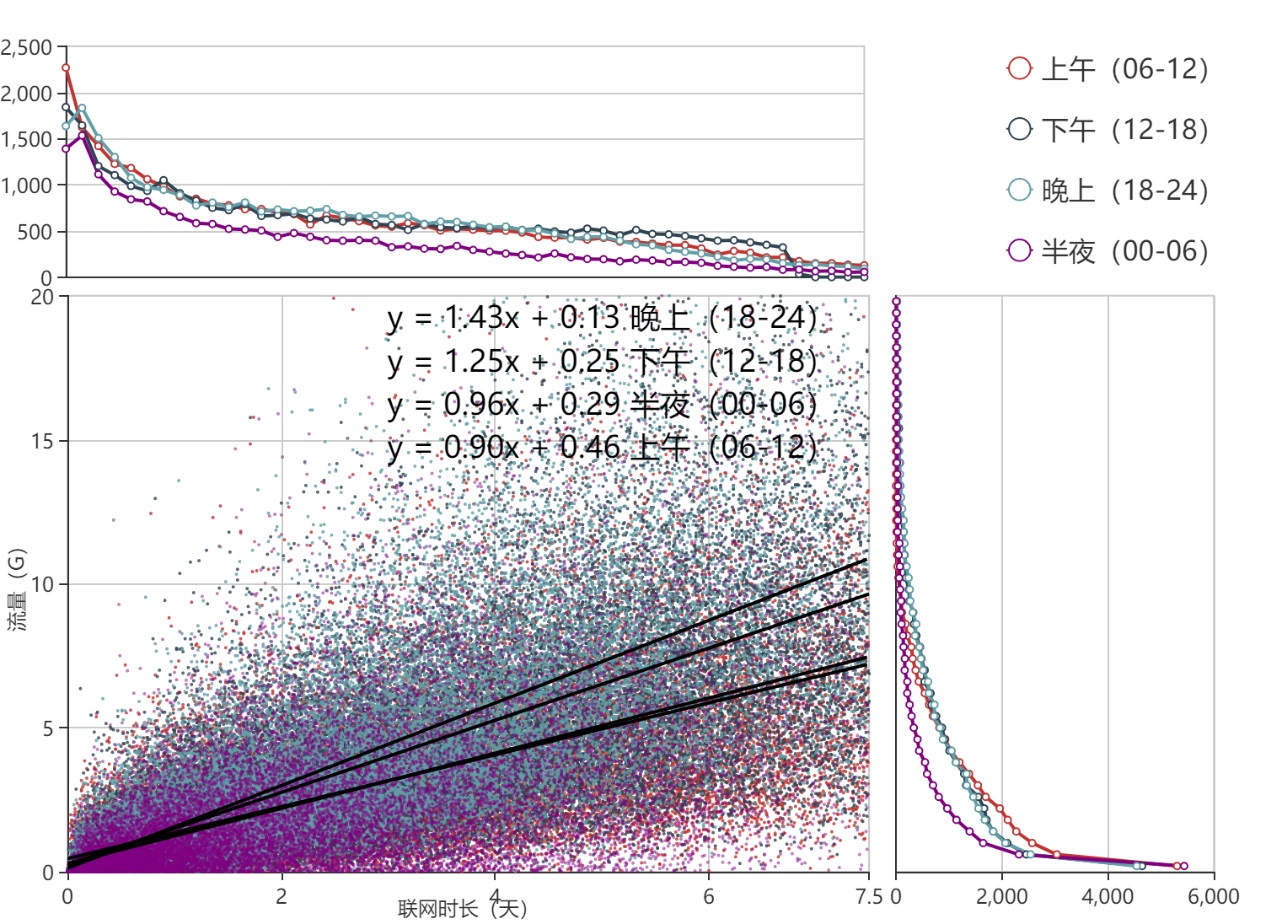 2,500
2,000
1,500
1,000
500
0
上午（06-12）
下午（12-18）
晚上（18-24）
半夜（00-06）
20
15
10
5
0
流量（G）
y = 1.43x + 0.13 晚上（18-24）
y = 1.25x + 0.25 下午（12-18）
y = 0.96x + 0.29 半夜（00-06）
y = 0.90x + 0.46 上午（06-12）
0 2 4 6 7.5
联网时长（天）
0 2,000 4,000 6,000